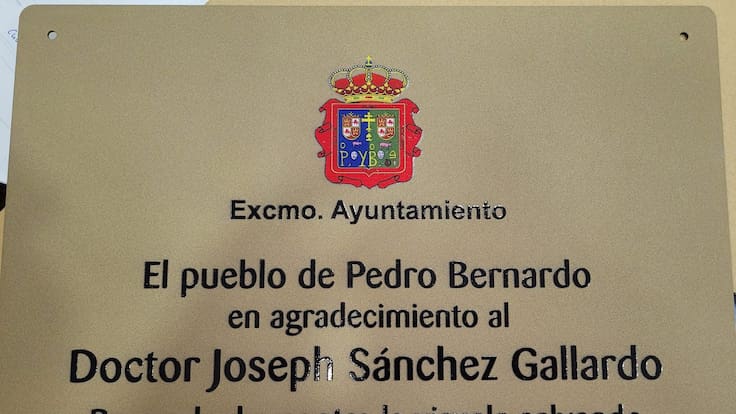 Excmo. Ayuntamiento
El pueblo de Pedro Bernardo
en agradecimiento al
Doctor Joseph Sánchez Gallardo